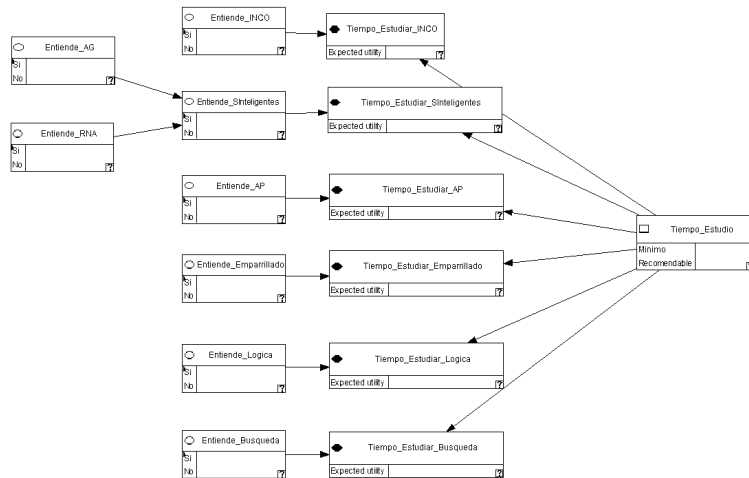 Entiende_INCO
Si
No
?
Tiempo_Estudiar_INCO
Expected utility
?
Entiende_AG
Si
No
?
Entiende_SInteligentes
Si
No
?
Tiempo_Estudiar_SInteligentes
Expected utility
?
Entiende_RNA
Si
No
?
Entiende_AP
Si
No
?
Tiempo_Estudiar_AP
Expected utility
?
Tiempo_Estudio
Minimo
Recomendable
?
Entiende_Emparrillado
Si
No
?
Tiempo_Estudiar_Emparrillado
Expected utility
?
Entiende_Logica
Si
No
?
Tiempo_Estudiar_Logica
Expected utility
?
Entiende_Busqueda
Si
No
?
Tiempo_Estudiar_Busqueda
Expected utility
?